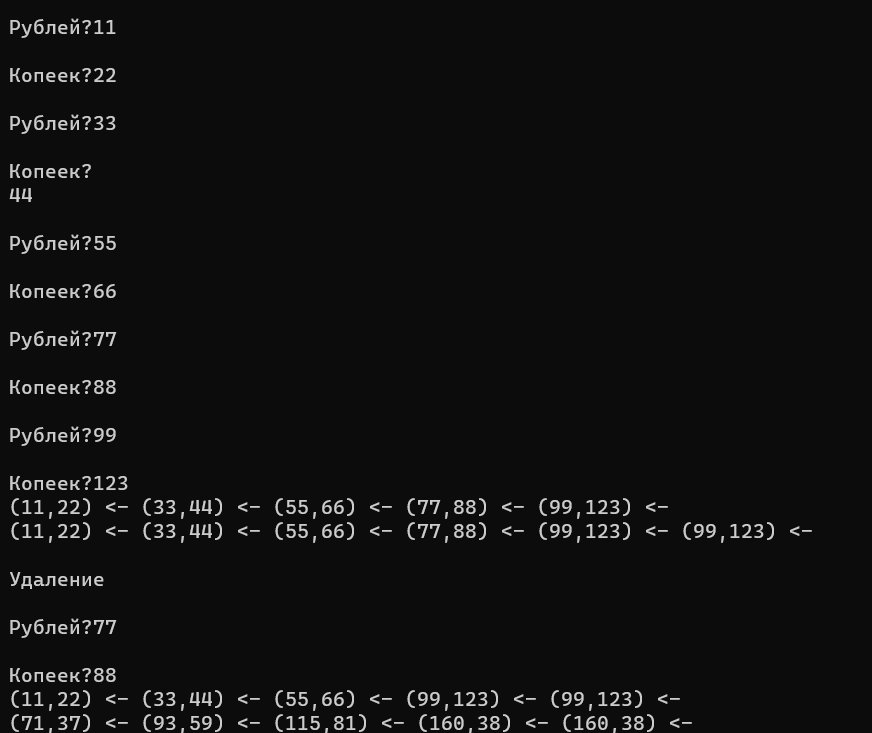 Рублей?11
Копеек?22
Рублей?33
Копеек?
44
Рублей?55
Копеек?66
Рублей?77
Копеек?88
Рублей?99
Копеек?123
(11,22) <- (33,44) <- (55,66) <- (77,88) <- (99,123) <-
(11,22) <- (33,44) <- (55,66) <- (77,88) <- (99,123) <- (99,123) <-
Удаление
Рублей?77
Копеек?88
(11,22) <- (33,44) <- (55,66) <- (99,123) <- (99,123) <-
(71,37) <- (93,59) <- (115,81) <- (160,38) <- (160,38) <-